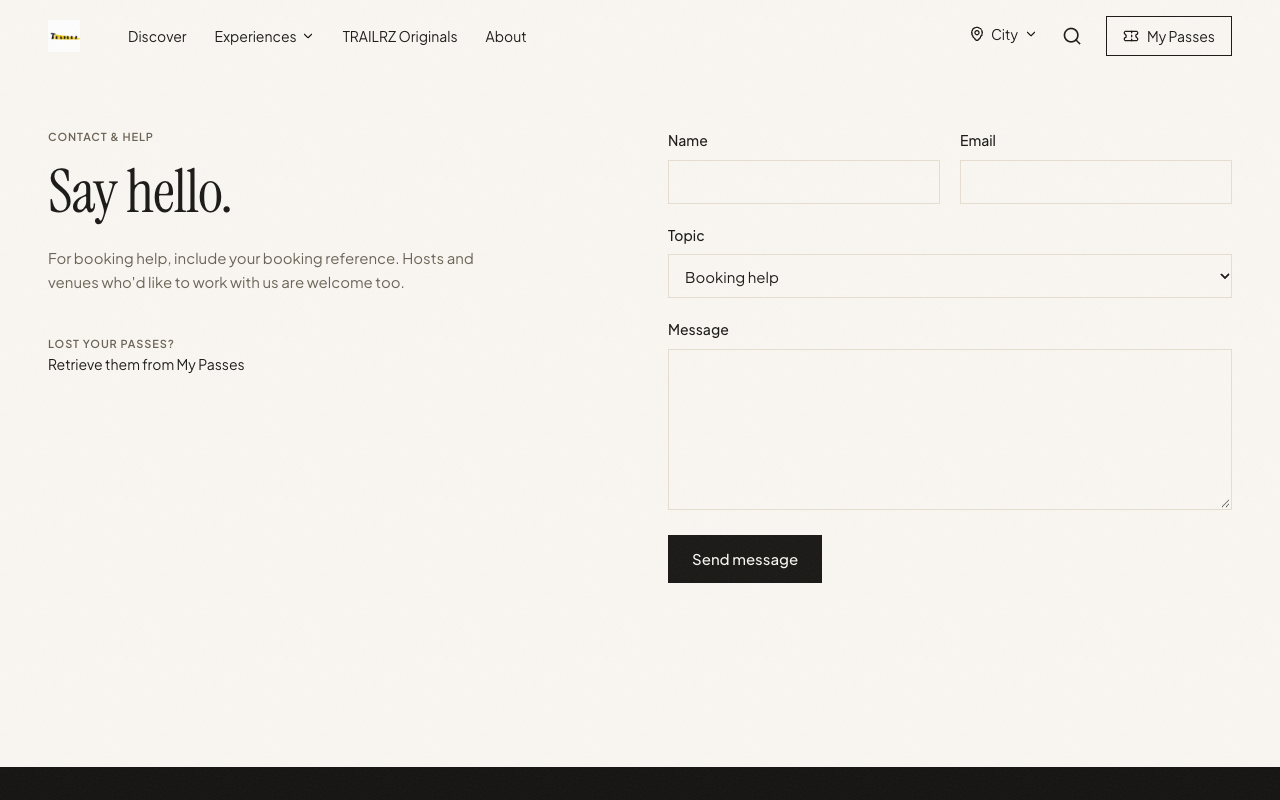 Discover
Experiences
TRAILRZ Originals
About
City
My Passes
CONTACT & HELP
Say hello.
For booking help, include your booking reference. Hosts and
venues who'd like to work with us are welcome too.
LOST YOUR PASSES?
Retrieve them from My Passes
Name
Email
Topic
Booking help
Message
Send message